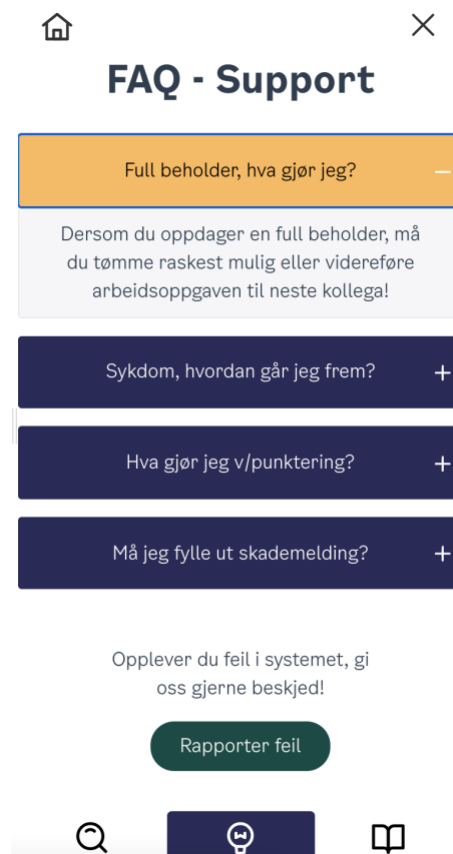 FAQ - Support
Full beholder, hva gjør jeg?
Dersom du oppdager en full beholder, må
du tømme raskest mulig eller videreføre
arbeidsoppgaven til neste kollega!
Sykdom, hvordan går jeg frem?
Hva gjør jeg v/punktering?
Må jeg fylle ut skademelding?
Opplever du feil i systemet, gi
oss gjerne beskjed!
Rapporter feil